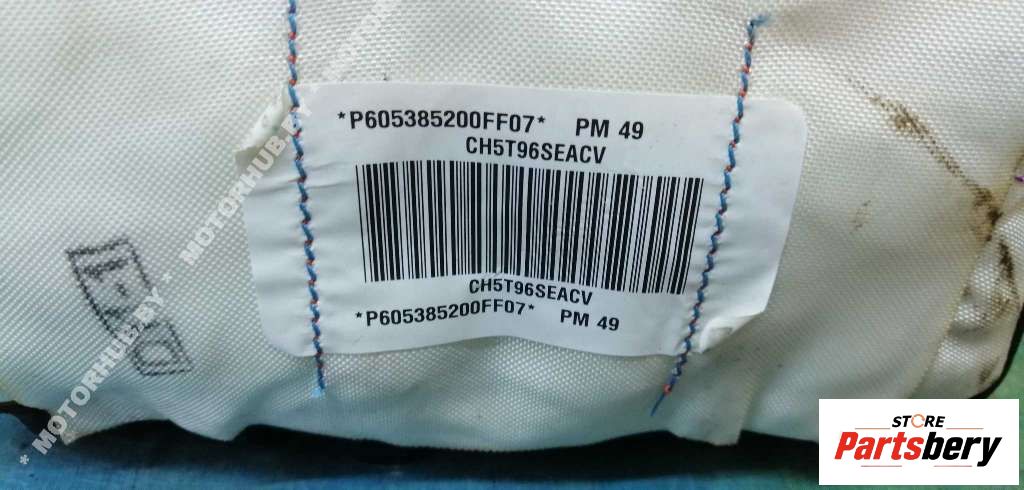 *P605385200FF07* PM 49
CH5T96SEACV
CH5T96SEACV
*P605385200FF07* PM 49
* MOTORHUB.BY * MOTORHUB.BY
STORE
Partsbery